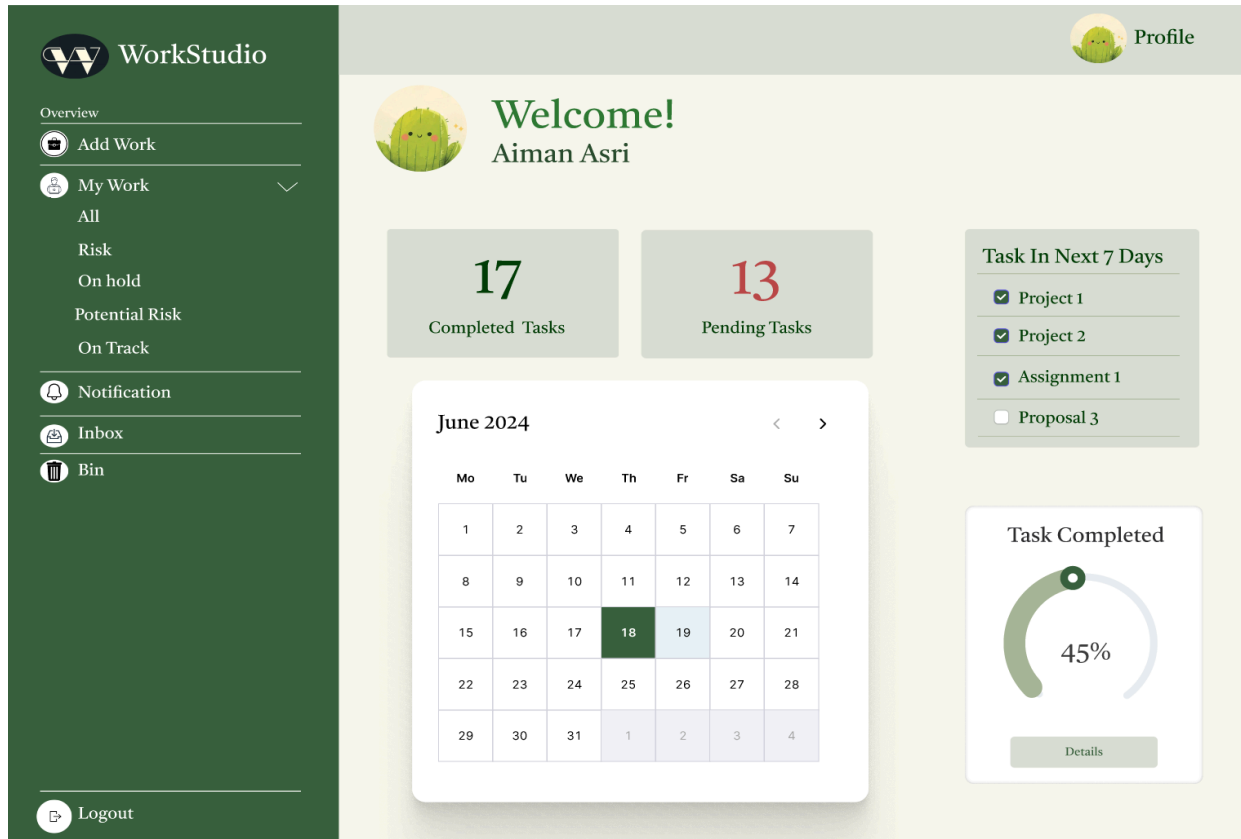 WorkStudio
Overview
Add Work
My Work
All
Risk
On hold
Potential Risk
On Track
Notification
Inbox
Bin
Logout
Profile
Welcome!
Aiman Asri
17
Completed Tasks
13
Pending Tasks
June 2024
Mo Tu We Th Fr Sa Su
1 2 3 4 5 6 7
8 9 10 11 12 13 14
15 16 17 18 19 20 21
22 23 24 25 26 27 28
29 30 31 1 2 3 4
Task In Next 7 Days
Project 1
Project 2
Assignment 1
Proposal 3
Task Completed
45%
Details